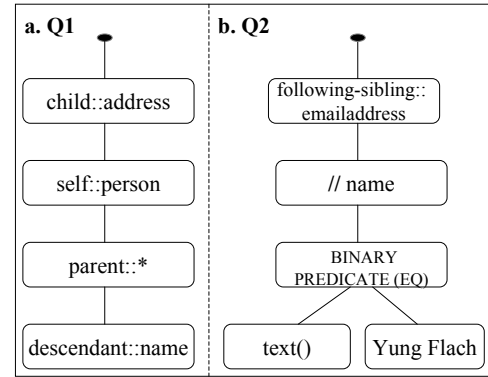 a. Q1
child::address
self::person
parent::*
descendant::name
b. Q2
following-sibling::
emailaddress
// name
BINARY
PREDICATE (EQ)
text()
Yung Flach